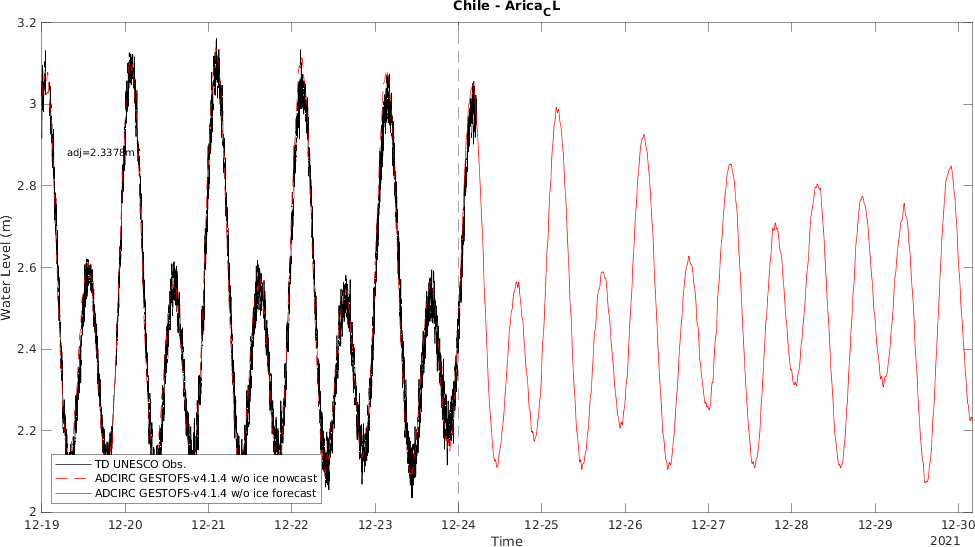 Chile - Arica_CL
3.2
3
2.8
2.6
2.4
2.2
2
Water Level (m)
adj=2.3378m
TD UNESCO Obs.
ADCIRC GESTOFS-v4.1.4 w/o ice nowcast
ADCIRC GESTOFS-v4.1.4 w/o ice forecast
12-19 12-20 12-21 12-22 12-23 12-24 12-25 12-26 12-27 12-28 12-29 12-30
Time
2021